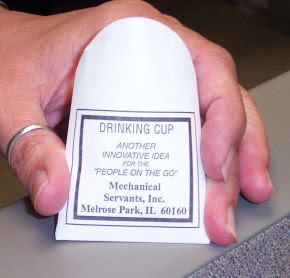 DRINKING CUP
ANOTHER
INNOVATIVE IDEA
FOR THE
"PEOPLE ON THE GO"
Mechanical
Servants, Inc.
Melrose Park, IL 60160